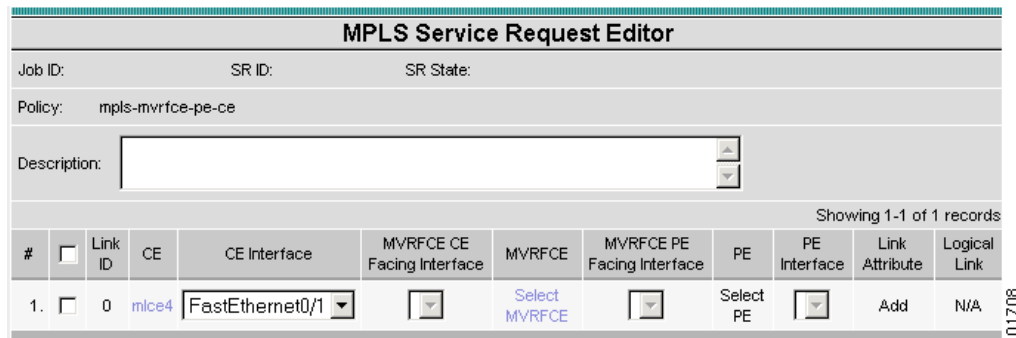 MPLS Service Request Editor
Job ID: SR ID: SR State:
Policy: mpls-mvrfce-pe-ce
Description:
Showing 1-1 of 1 records
# Link ID CE CE Interface MVRFCE CE Facing Interface MVRFCE MVRFCE PE Facing Interface PE PE Interface Link Attribute Logical Link
1. 0 mlce4 FastEthernet0/1 Select MVRFCE Select PE Add N/A
01708